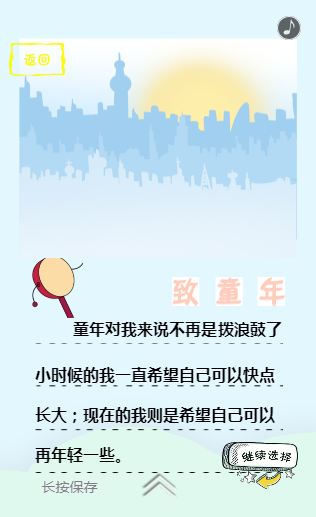 返回
致童年
童年对我来说不再是拨浪鼓了
小时候的我一直希望自己可以快点
长大；现在的我则是希望自己可以
再年轻一些。
继续选择
长按保存